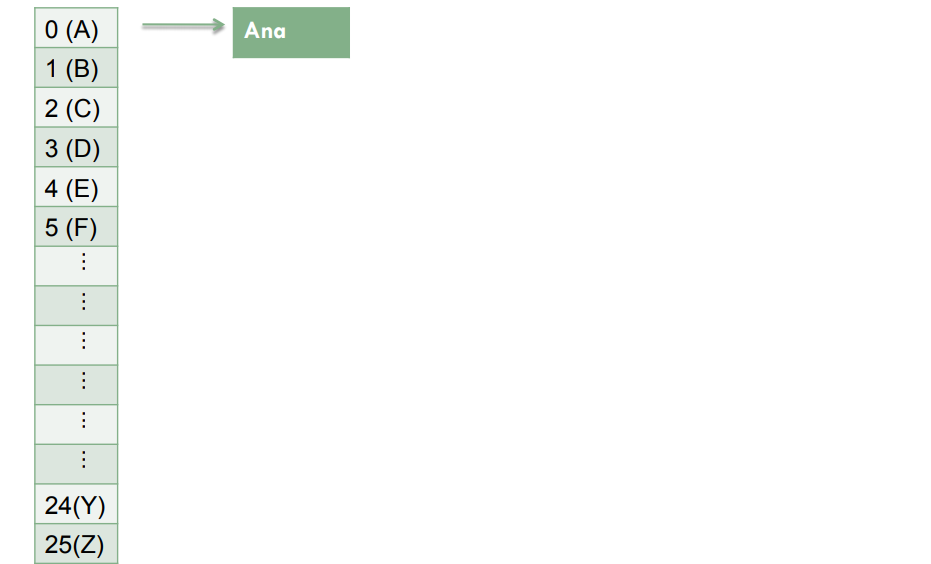 0 (A)
Ana
1 (B)
2 (C)
3 (D)
4 (E)
5 (F)
⋮
⋮
⋮
⋮
⋮
⋮
24(Y)
25(Z)